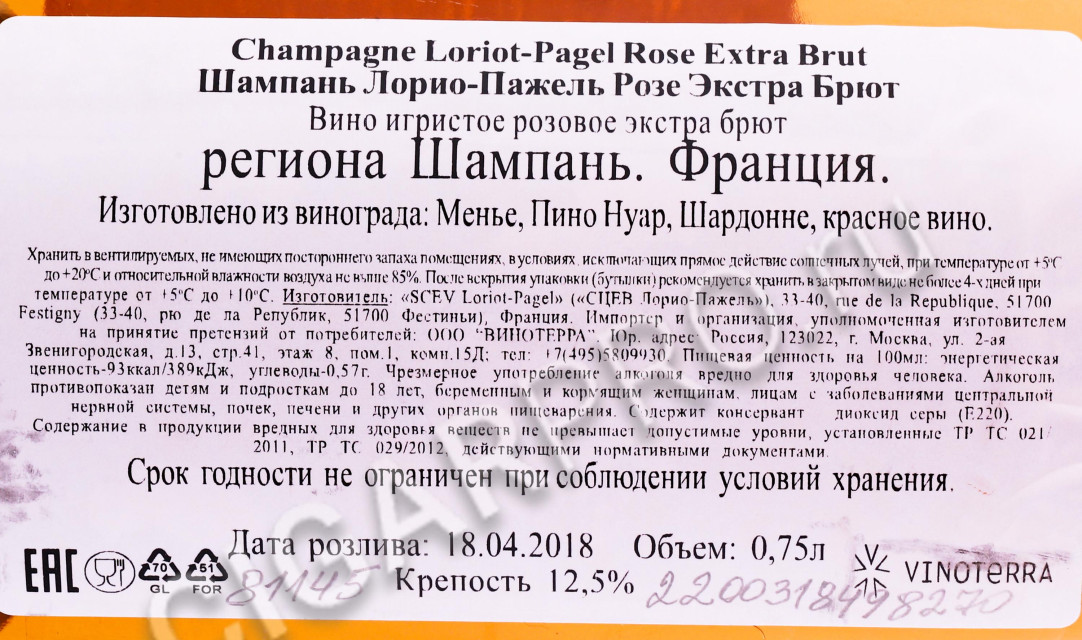 Champagne Loriot-Pagel Rose Extra Brut
Шампань Лорио-Пажель Розе Экстра Брют
Вино игристое розовое экстра брют
региона Шампань. Франция.
Изготовлено из винограда: Менье, Пино Нуар, Шардонне, красное вино.
Хранить в вентилируемых, не имеющих постороннего запаха помещениях, в условиях, исключающих прямое действие солнечных лучей, при температуре от +5°С
до +20°С и относительной влажности воздуха не выше 85%. После вскрытия упаковки (бутылки) рекомендуется хранить в закрытом виде не более 4-х дней при
температуре от +5°С до +10°С. Изготовитель: «SCEV Loriot-Pagel» («СЦЕВ Лорио-Пажель»), 33-40, rue de la Republique, 51700
Festigny (33-40, рю де ла Републик, 51700 Фестиньи), Франция. Импортер и организация, уполномоченная изготовителем
на принятие претензий от потребителей: ООО "ВИНОТЕРРА", Юр. адрес: Россия, 123022, г. Москва, ул. 2-ая
Звенигородская, д.13, стр.41, этаж 8, пом.1, комн.15Д; тел: +7(495)5809930. Пищевая ценность на 100мл: энергетическая
ценность-93ккал/389кДж, углеводы-0,57г. Чрезмерное употребление алкоголя вредно для здоровья человека. Алкоголь
противопоказан детям и подросткам до 18 лет, беременным и кормящим женщинам, лицам с заболеваниями центральной
нервной системы, почек, печени и других органов пищеварения. Содержит консервант диоксид серы (Е220).
Содержание в продукции вредных для здоровья веществ не превышает допустимые уровни, установленные ТР ТС 021/
2011, ТР ТС 029/2012, действующими нормативными документами.
Срок годности не ограничен при соблюдении условий хранения.
Дата розлива: 18.04.2018 Объем: 0,75л
EAC 70 GL 51 FOR 81145 Крепость 12,5% 2200318498270 VINOTERRA
CIGARPRO.ru